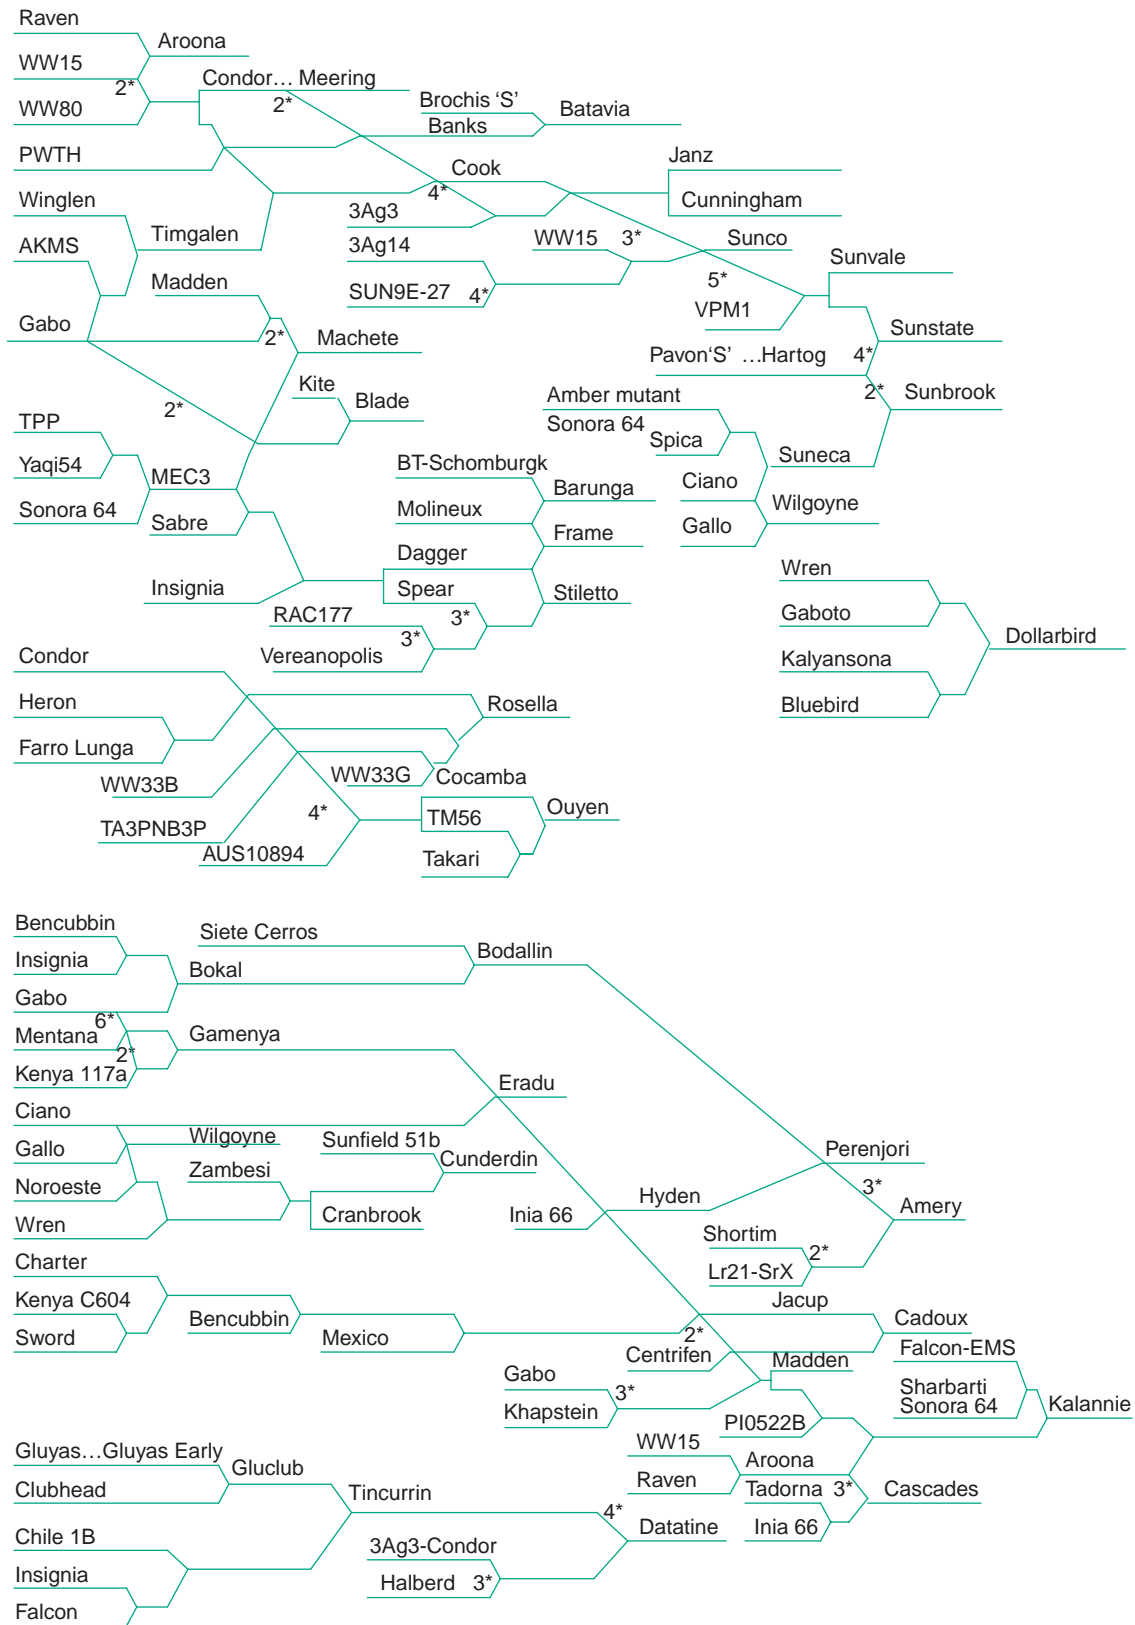 Raven
Aroona
WW15
2*
Condor… Meering
WW80
2*
Brochis ‘S’
Batavia
Banks
PWTH
Janz
Cook
4*
Winglen
Cunningham
3Ag3
Timgalen
WW15
3*
Sunco
AKMS
3Ag14
Sunvale
Madden
5*
SUN9E-27
4*
VPM1
Gabo
2*
Machete
Sunstate
Pavon‘S’ …Hartog
4*
Kite
2*
Sunbrook
2*
Blade
Amber mutant
TPP
Sonora 64
Spica
Suneca
Yaqi54
MEC3
BT-Schomburgk
Barunga
Ciano
Sonora 64
Molineux
Wilgoyne
Sabre
Gallo
Frame
Dagger
Wren
Insignia
Spear
Stiletto
RAC177
3*
Gaboto
3*
Dollarbird
Condor
Vereanopolis
Kalyansona
Heron
Rosella
Bluebird
Farro Lunga
WW33B
WW33G
Cocamba
TA3PNB3P
4*
TM56
Ouyen
AUS10894
Takari
Bencubbin
Siete Cerros
Bodallin
Insignia
Bokal
Gabo
6*
Mentana
Gamenya
2*
Kenya 117a
Eradu
Ciano
Wilgoyne
Sunfield 51b
Gallo
Cunderdin
Perenjori
Zambesi
Noroeste
3*
Hyden
Amery
Wren
Cranbrook
Inia 66
Shortim
2*
Charter
Lr21-SrX
Kenya C604
Jacup
Bencubbin
Cadoux
Sword
Mexico
2*
Centrifen
Madden
Falcon-EMS
Gabo
3*
Sharbarti
Sonora 64
Kalannie
Khapstein
PI0522B
WW15
Gluyas…Gluyas Early
Gluclub
Aroona
Raven
Clubhead
Tincurrin
Tadorna
3*
Cascades
4*
Chile 1B
Datatine
Inia 66
3Ag3-Condor
Insignia
Halberd
3*
Falcon